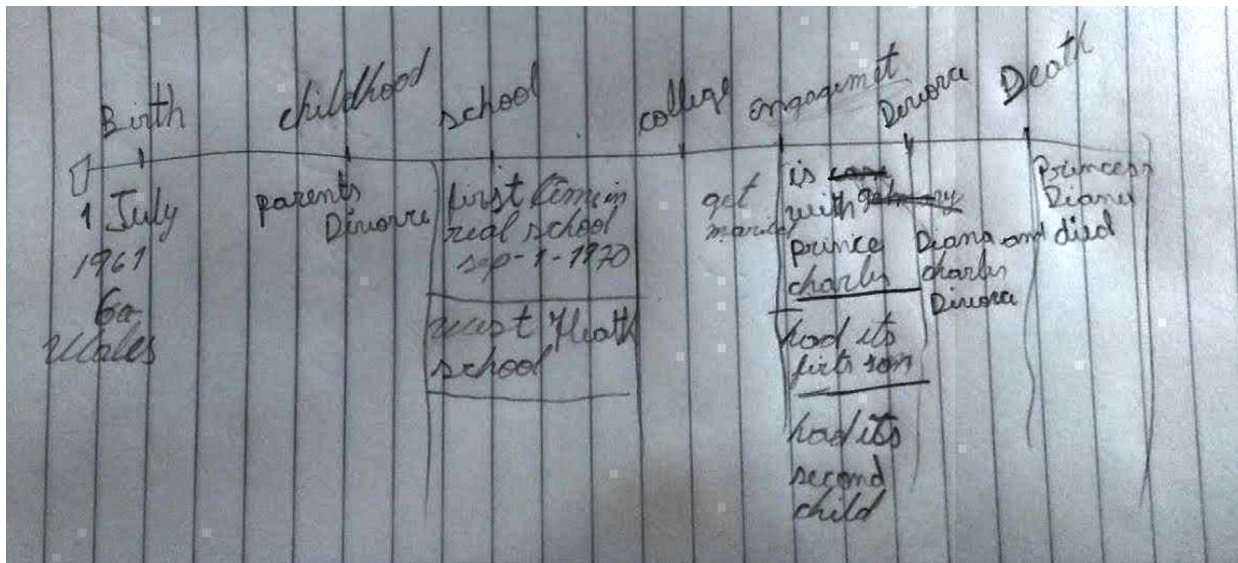 Birth
childhood
school
college
engagemet
Divorce
Death
1 July
1961
Wales
parents
Divorce
first time in
real school
sep-1-1970
west Heath
school
get
married
is
with
prince
charles
had its
firts son
had its
second
child
Diana and
charles
Divorce
Princess
Diana
died